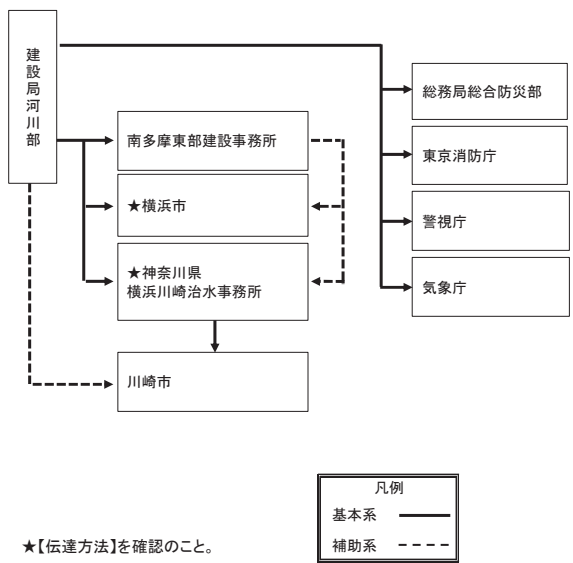 建設局河川部
総務局総合防災部
南多摩東部建設事務所
東京消防庁
★横浜市
警視庁
★神奈川県
横浜川崎治水事務所
気象庁
川崎市
凡例
基本系
補助系
★【伝達方法】を確認のこと。